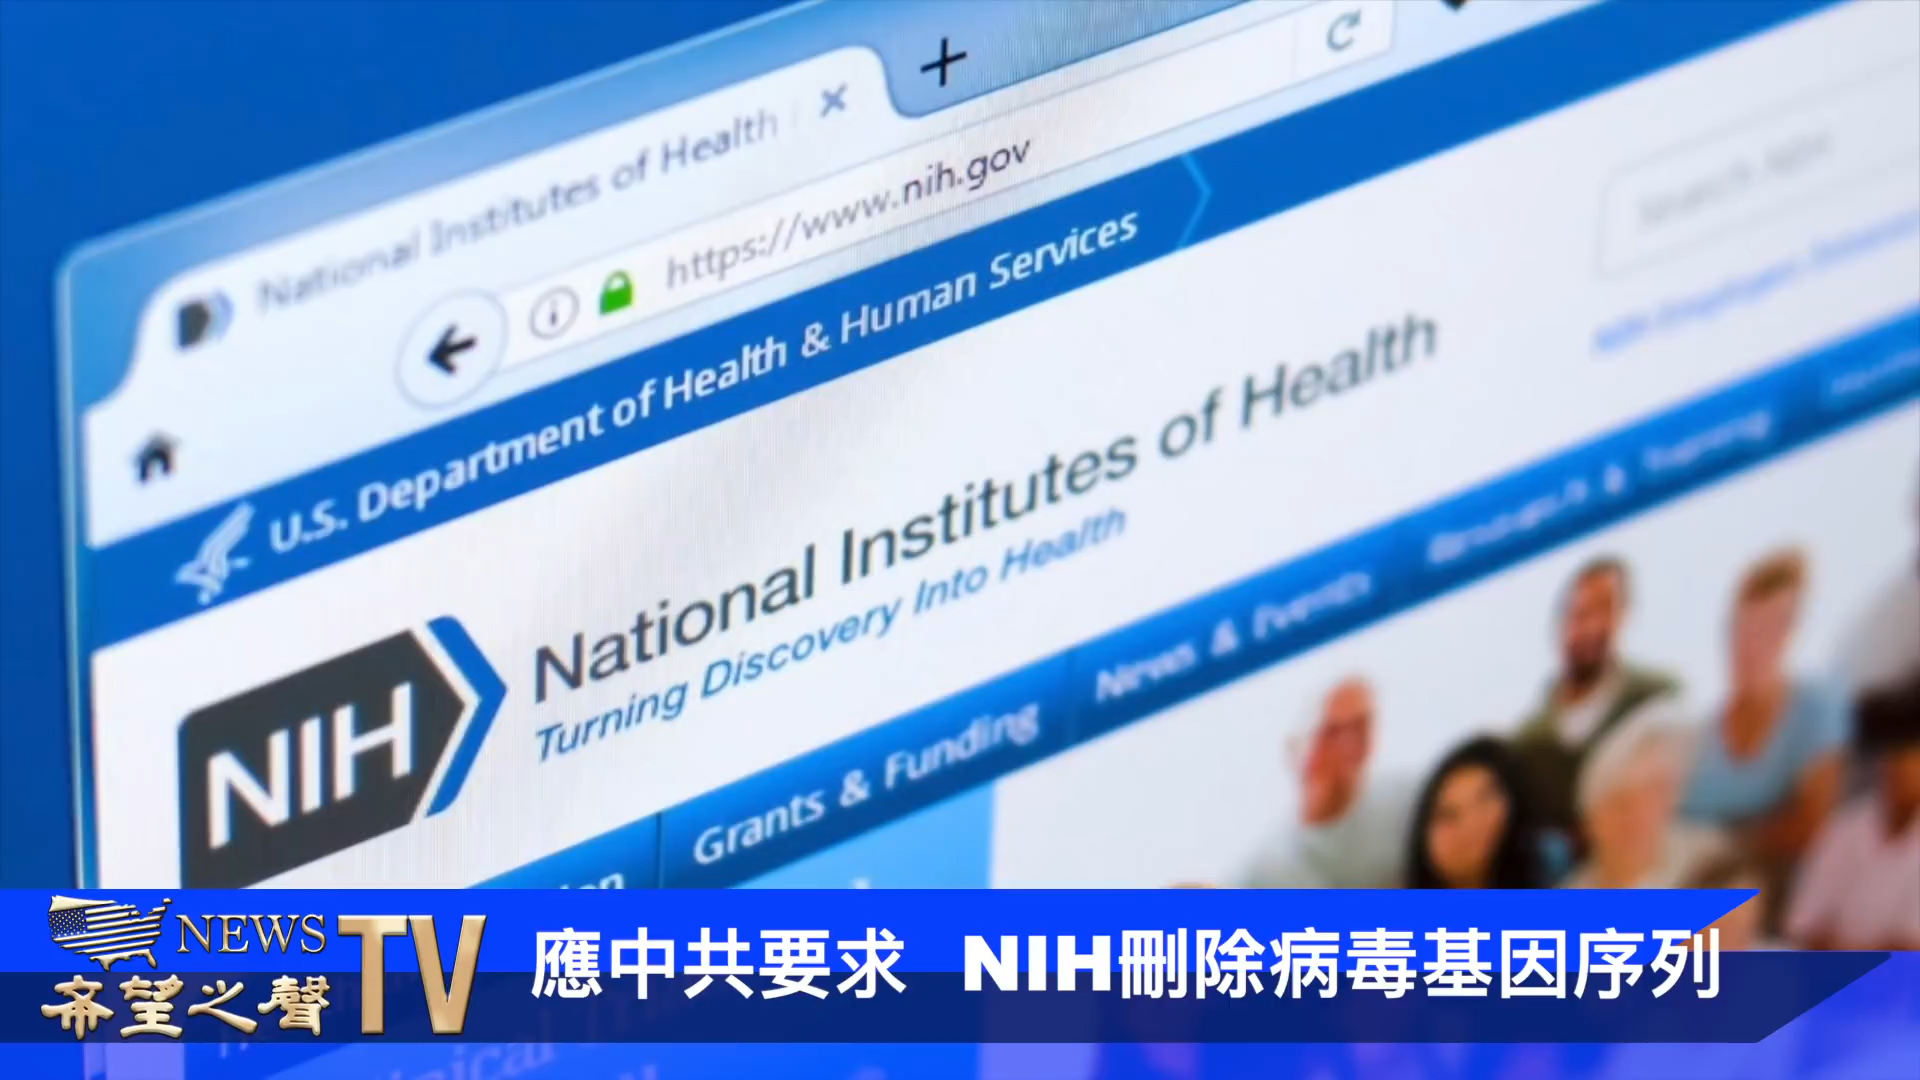 National Institutes of Health
https://www.nih.gov
U.S. Department of Health & Human Services
NIH
National Institutes of Health
Turning Discovery Into Health
Grants & Funding
News & Events
NEWS
TV
希望之聲
應中共要求 NIH刪除病毒基因序列